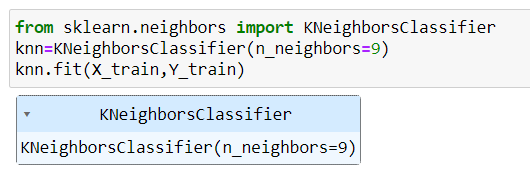 from sklearn.neighbors import KNeighborsClassifier
knn=KNeighborsClassifier(n_neighbors=9)
knn.fit(X_train,Y_train)
KNeighborsClassifier
KNeighborsClassifier(n_neighbors=9)